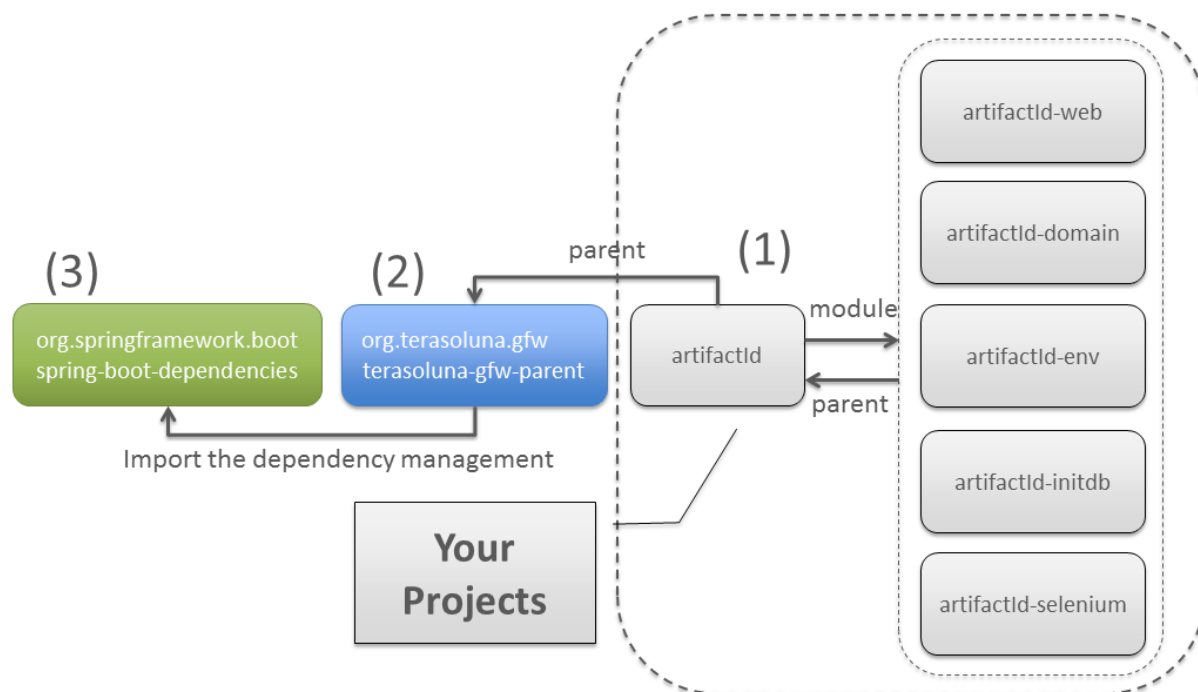 (3)
org.springframework.boot
spring-boot-dependencies
(2)
org.terasoluna.gfw
terasoluna-gfw-parent
Import the dependency management
parent
(1)
artifactId
module
parent
Your
Projects
artifactId-web
artifactId-domain
artifactId-env
artifactId-initdb
artifactId-selenium